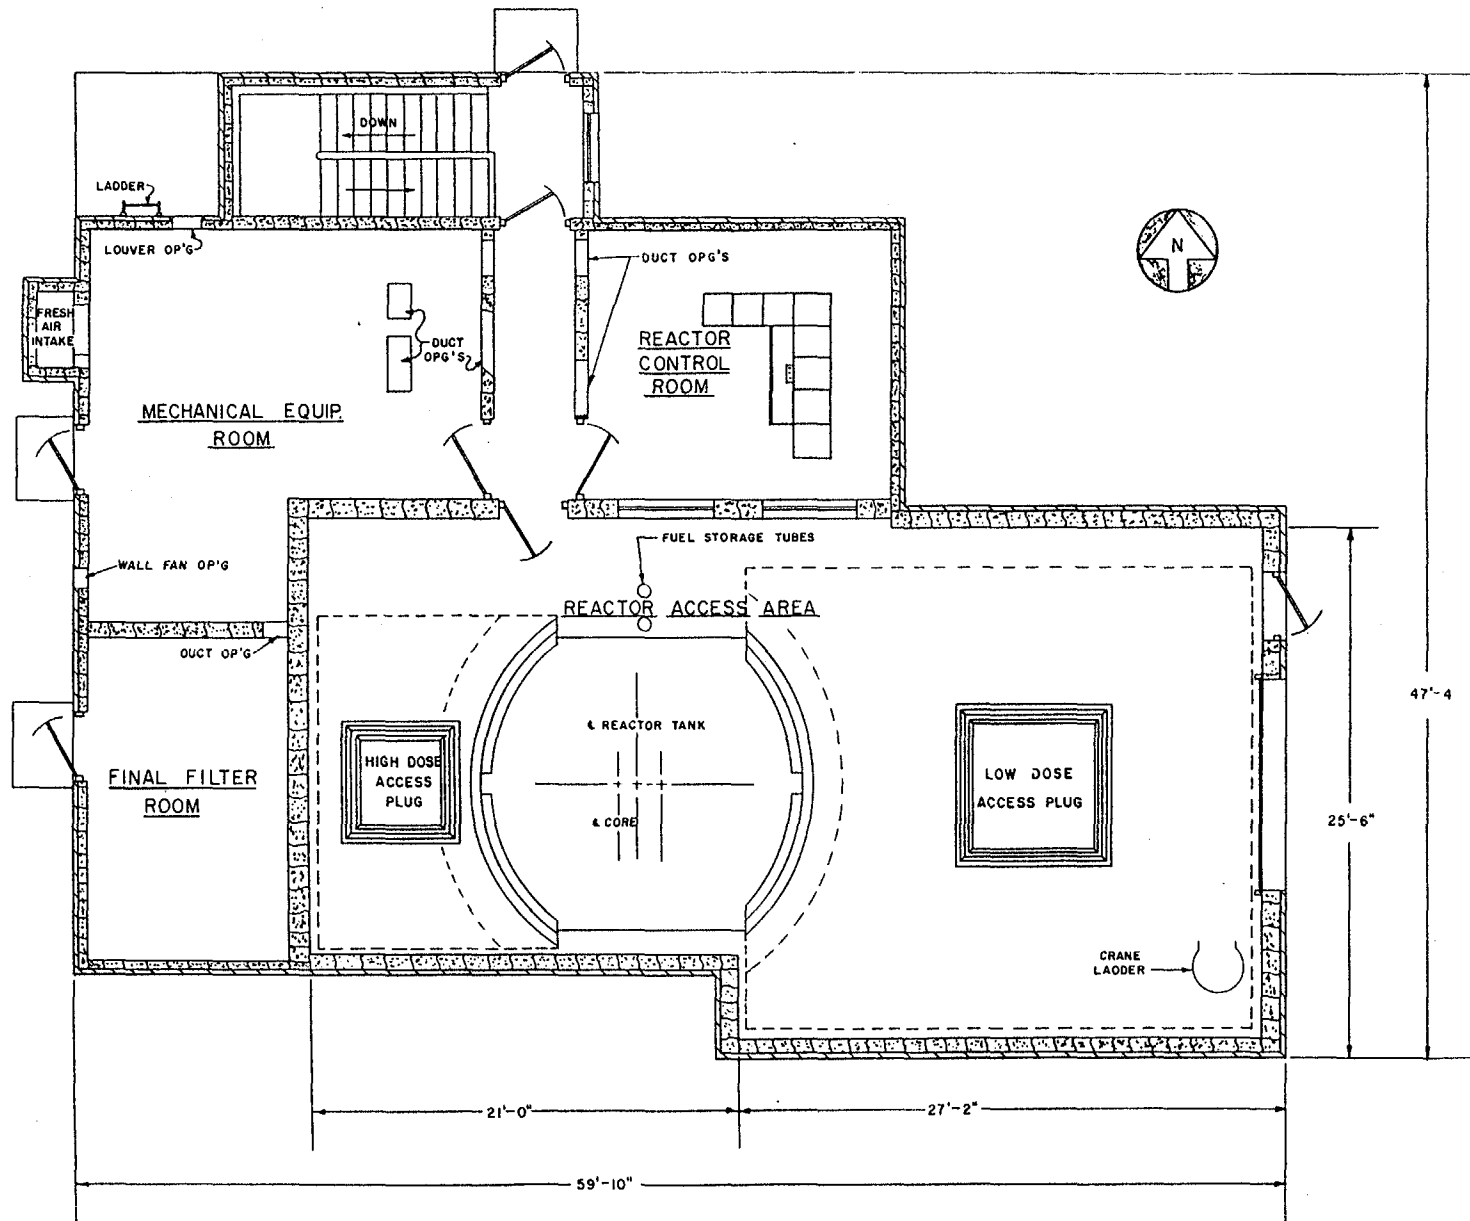 DOWN
LADDER
LOUVER OP'G
N
DUCT OPG'S
FRESH
AIR
INTAKE
DUCT
OPG'S
REACTOR
CONTROL
ROOM
MECHANICAL EQUIP.
ROOM
FUEL STORAGE TUBES
WALL FAN OP'G
REACTOR ACCESS AREA
DUCT OP'G
47'-4
℄ REACTOR TANK
HIGH DOSE
ACCESS
PLUG
LOW DOSE
ACCESS PLUG
FINAL FILTER
ROOM
℄ CORE
25'-6"
CRANE
LADDER
21'-0"
27'-2"
59'-10"